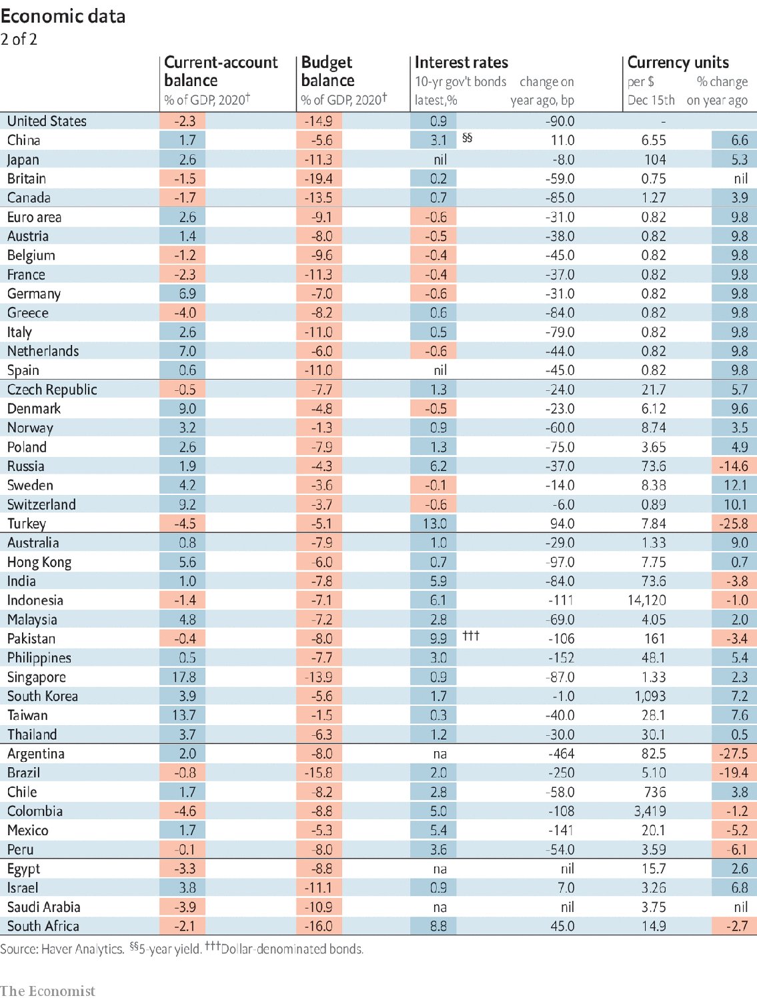 Economic data
2 of 2
Current-account balance Budget balance Interest rates Currency units
% of GDP, 2020† % of GDP, 2020† 10-yr gov't bonds latest,% change on year ago, bp per $ Dec 15th % change on year ago
United States -2.3 -14.9 0.9 -90.0 -
China 1.7 -5.6 3.1 §§ 11.0 6.55 6.6
Japan 2.6 -11.3 nil -8.0 104 5.3
Britain -1.5 -19.4 0.2 -59.0 0.75 nil
Canada -1.7 -13.5 0.7 -85.0 1.27 3.9
Euro area 2.6 -9.1 -0.6 -31.0 0.82 9.8
Austria 1.4 -8.0 -0.5 -38.0 0.82 9.8
Belgium -1.2 -9.6 -0.4 -45.0 0.82 9.8
France -2.3 -11.3 -0.4 -37.0 0.82 9.8
Germany 6.9 -7.0 -0.6 -31.0 0.82 9.8
Greece -4.0 -8.2 0.6 -84.0 0.82 9.8
Italy 2.6 -11.0 0.5 -79.0 0.82 9.8
Netherlands 7.0 -6.0 -0.6 -44.0 0.82 9.8
Spain 0.6 -11.0 nil -45.0 0.82 9.8
Czech Republic -0.5 -7.7 1.3 -24.0 21.7 5.7
Denmark 9.0 -4.8 -0.5 -23.0 6.12 9.6
Norway 3.2 -1.3 0.9 -60.0 8.74 3.5
Poland 2.6 -7.9 1.3 -75.0 3.65 4.9
Russia 1.9 -4.3 6.2 -37.0 73.6 -14.6
Sweden 4.2 -3.6 -0.1 -14.0 8.38 12.1
Switzerland 9.2 -3.7 -0.6 -6.0 0.89 10.1
Turkey -4.5 -5.1 13.0 94.0 7.84 -25.8
Australia 0.8 -7.9 1.0 -29.0 1.33 9.0
Hong Kong 5.6 -6.0 0.7 -97.0 7.75 0.7
India 1.0 -7.8 5.9 -84.0 73.6 -3.8
Indonesia -1.4 -7.1 6.1 -111 14,120 -1.0
Malaysia 4.8 -7.2 2.8 -69.0 4.05 2.0
Pakistan -0.4 -8.0 9.9 ††† -106 161 -3.4
Philippines 0.5 -7.7 3.0 -152 48.1 5.4
Singapore 17.8 -13.9 0.9 -87.0 1.33 2.3
South Korea 3.9 -5.6 1.7 -1.0 1,093 7.2
Taiwan 13.7 -1.5 0.3 -40.0 28.1 7.6
Thailand 3.7 -6.3 1.2 -30.0 30.1 0.5
Argentina 2.0 -8.0 na -464 82.5 -27.5
Brazil -0.8 -15.8 2.0 -250 5.10 -19.4
Chile 1.7 -8.2 2.8 -58.0 736 3.8
Colombia -4.6 -8.8 5.0 -108 3,419 -1.2
Mexico 1.7 -5.3 5.4 -141 20.1 -5.2
Peru -0.1 -8.0 3.6 -54.0 3.59 -6.1
Egypt -3.3 -8.8 na nil 15.7 2.6
Israel 3.8 -11.1 0.9 7.0 3.26 6.8
Saudi Arabia -3.9 -10.9 na nil 3.75 nil
South Africa -2.1 -16.0 8.8 45.0 14.9 -2.7
Source: Haver Analytics. §§5-year yield. †††Dollar-denominated bonds.
The Economist